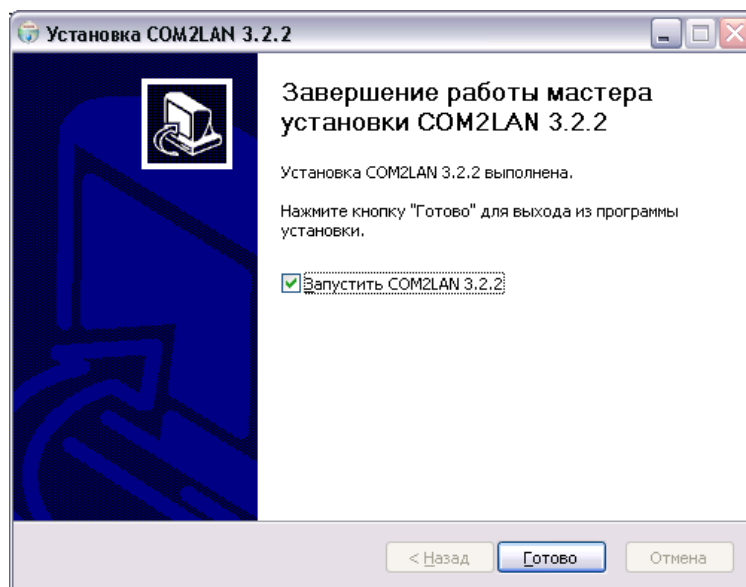 Установка COM2LAN 3.2.2
Завершение работы мастера
установки COM2LAN 3.2.2
Установка COM2LAN 3.2.2 выполнена.
Нажмите кнопку "Готово" для выхода из программы
установки.
Запустить COM2LAN 3.2.2
< Назад Готово Отмена